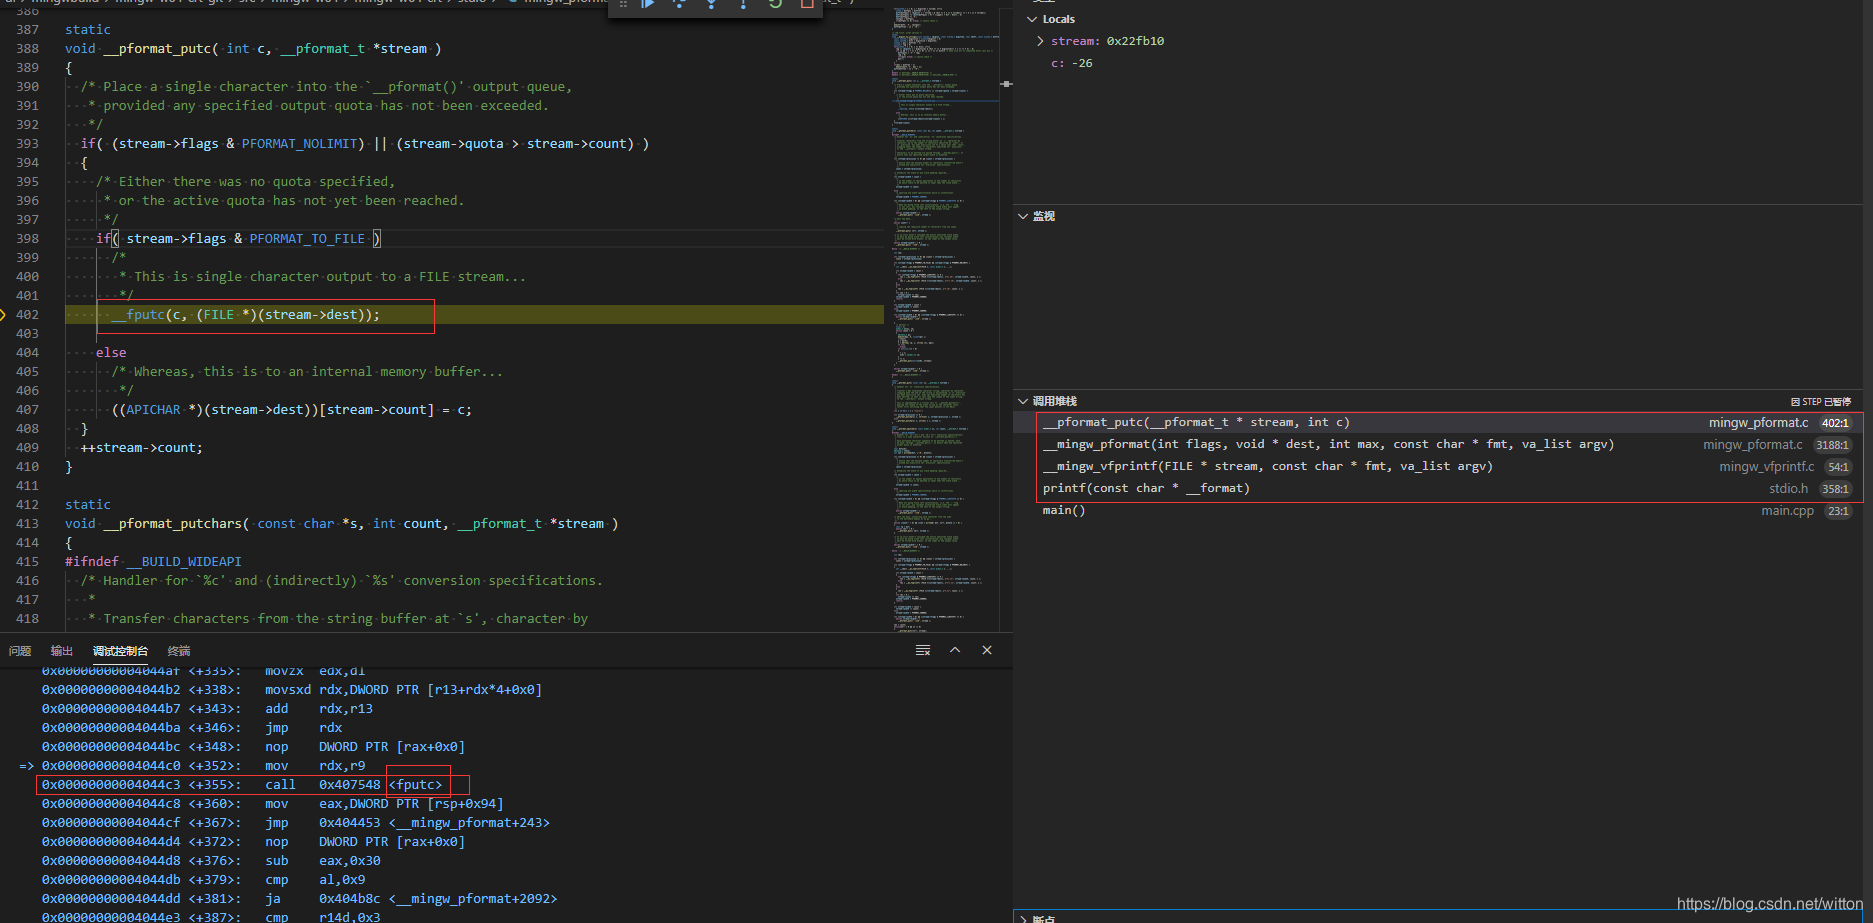 386
387 static
388 void __pformat_putc( int c, __pformat_t *stream )
389 {
390 /* Place a single character into the `__pformat()' output queue,
391 * provided any specified output quota has not been exceeded.
392 */
393 if( (stream->flags & PFORMAT_NOLIMIT) || (stream->quota > stream->count) )
394 {
395 /* Either there was no quota specified,
396 * or the active quota has not yet been reached.
397 */
398 if( stream->flags & PFORMAT_TO_FILE )
399 /*
400 * This is single character output to a FILE stream...
401 */
402 __fputc(c, (FILE *)(stream->dest));
403
404 else
405 /* Whereas, this is to an internal memory buffer...
406 */
407 ((APICHAR *)(stream->dest))[stream->count] = c;
408 }
409 ++stream->count;
410 }
411
412 static
413 void __pformat_putchars( const char *s, int count, __pformat_t *stream )
414 {
415 #ifndef __BUILD_WIDEAPI
416 /* Handler for `%c' and (indirectly) `%s' conversion specifications.
417 *
418 * Transfer characters from the string buffer at `s', character by
问题 输出 调试控制台 终端
0x00000000004044af <+335>: movzx edx,dl
0x00000000004044b2 <+338>: movsxd rdx,DWORD PTR [r13+rdx*4+0x0]
0x00000000004044b7 <+343>: add rdx,r13
0x00000000004044ba <+346>: jmp rdx
0x00000000004044bc <+348>: nop DWORD PTR [rax+0x0]
=> 0x00000000004044c0 <+352>: mov rdx,r9
0x00000000004044c3 <+355>: call 0x407548 <fputc>
0x00000000004044c8 <+360>: mov eax,DWORD PTR [rsp+0x94]
0x00000000004044cf <+367>: jmp 0x404453 <__mingw_pformat+243>
0x00000000004044d4 <+372>: nop DWORD PTR [rax+0x0]
0x00000000004044d8 <+376>: sub eax,0x30
0x00000000004044db <+379>: cmp al,0x9
0x00000000004044dd <+381>: ja 0x404b8c <__mingw_pformat+2092>
0x00000000004044e3 <+387>: cmp r14d,0x3
Locals
stream: 0x22fb10
c: -26
监视
调用堆栈 因 STEP 已暂停
__pformat_putc(__pformat_t * stream, int c) mingw_pformat.c 402:1
__mingw_pformat(int flags, void * dest, int max, const char * fmt, va_list argv) mingw_pformat.c 3188:1
__mingw_vfprintf(FILE * stream, const char * fmt, va_list argv) mingw_vfprintf.c 54:1
printf(const char * __format) stdio.h 358:1
main() main.cpp 23:1
断点
https://blog.csdn.net/witton